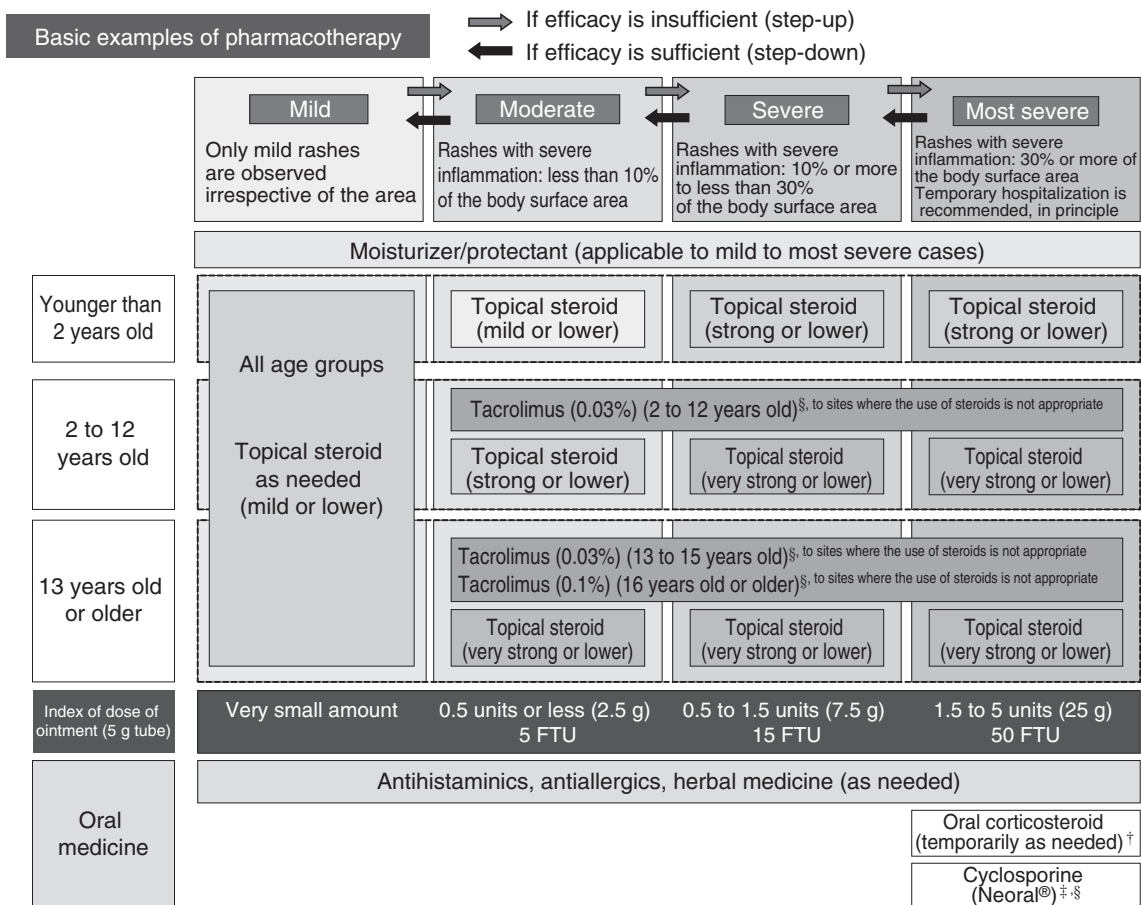 Basic examples of pharmacotherapy
If efficacy is insufficient (step-up)
If efficacy is sufficient (step-down)
Mild
Only mild rashes
are observed
irrespective of the area
Moderate
Rashes with severe
inflammation: less than 10%
of the body surface area
Severe
Rashes with severe
inflammation: 10% or more
to less than 30%
of the body surface area
Most severe
Rashes with severe
inflammation: 30% or more of
the body surface area
Temporary hospitalization is
recommended, in principle
Moisturizer/protectant (applicable to mild to most severe cases)
Younger than
2 years old
All age groups
Topical steroid
as needed
(mild or lower)
Topical steroid
(mild or lower)
Topical steroid
(strong or lower)
Topical steroid
(strong or lower)
2 to 12
years old
Tacrolimus (0.03%) (2 to 12 years old)§, to sites where the use of steroids is not appropriate
Topical steroid
(strong or lower)
Topical steroid
(very strong or lower)
Topical steroid
(very strong or lower)
13 years old
or older
Tacrolimus (0.03%) (13 to 15 years old)§, to sites where the use of steroids is not appropriate
Tacrolimus (0.1%) (16 years old or older)§, to sites where the use of steroids is not appropriate
Topical steroid
(very strong or lower)
Topical steroid
(very strong or lower)
Topical steroid
(very strong or lower)
Index of dose of
ointment (5 g tube)
Very small amount
0.5 units or less (2.5 g)
5 FTU
0.5 to 1.5 units (7.5 g)
15 FTU
1.5 to 5 units (25 g)
50 FTU
Oral
medicine
Antihistaminics, antiallergics, herbal medicine (as needed)
Oral corticosteroid
(temporarily as needed) †
Cyclosporine
(Neoral®) ‡,§